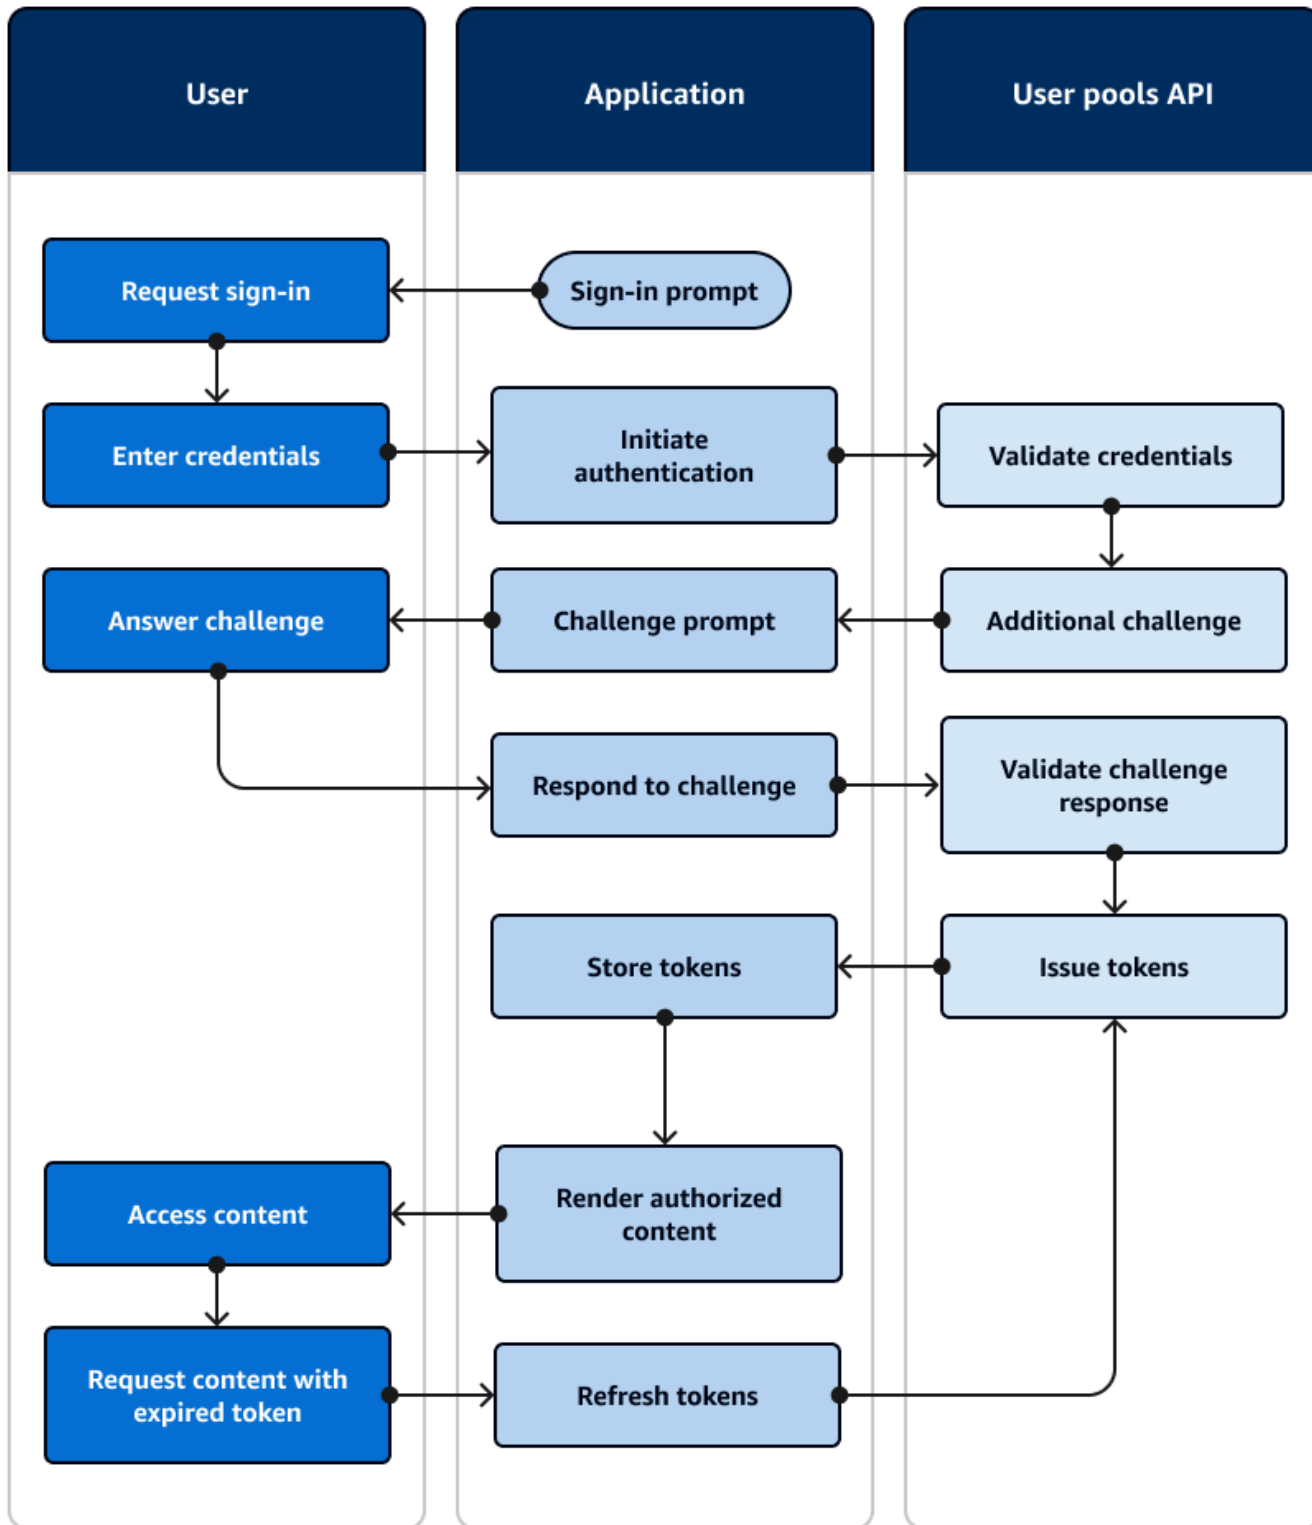 User
Application
User pools API
Request sign-in
Sign-in prompt
Enter credentials
Initiate
authentication
Validate credentials
Answer challenge
Challenge prompt
Additional challenge
Respond to challenge
Validate challenge
response
Store tokens
Issue tokens
Access content
Render authorized
content
Request content with
expired token
Refresh tokens